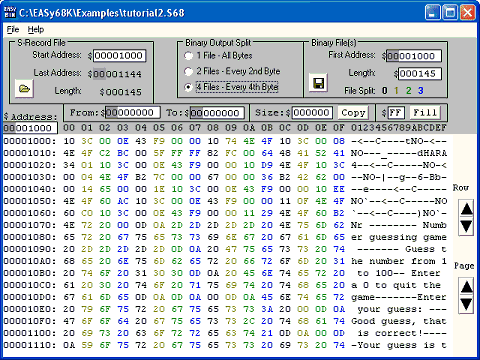 C:\EASy68K\Examples\tutorial2.S68
File Help
S-Record File
Start Address: $00001000
Last Address: $00001144
Length: $000145
Binary Output Split
1 File - All Bytes
2 Files - Every 2nd Byte
4 Files - Every 4th Byte
Binary File(s)
First Address: $00001000
Length: $000145
File Split: 0 1 2 3
$ Address: From:$00000000 To:$00000000 Size:$000000 Copy $FF Fill
00001000 00 01 02 03 04 05 06 07 08 09 0A 0B 0C 0D 0E 0F 0123456789ABCDEF
00001000: 10 3C 00 0E 43 F9 00 00 10 74 4E 4F 10 3C 00 08 -<--C----tNO-<--
00001010: 4E 4F C2 BC 00 5F FF FF 82 FC 00 64 48 41 52 41 NO---_-----dHARA
00001020: 34 01 10 3C 00 0E 43 F9 00 00 10 D9 4E 4F 10 3C 4--<--C-----NO-<
00001030: 00 04 4E 4F B2 7C 00 00 67 00 00 36 B2 42 62 00 --NO-|--g--6-Bb-
00001040: 00 14 65 00 00 1E 10 3C 00 0E 43 F9 00 00 10 EE --e----<--C-----
00001050: 4E 4F 60 AC 10 3C 00 0E 43 F9 00 00 11 4E 4F NO`--<--C-----NO
00001060: 60 C0 10 3C 00 0E 43 F9 00 00 11 29 4E 4F 60 `--<--C----)NO`-
00001070: 4E 72 20 00 0D 0A 2D 2D 2D 2D 2D 20 4E 75 6D 62 Nr -------- Numb
00001080: 65 72 20 67 75 65 73 73 69 6E 67 20 67 61 6D 65 er guessing game
00001090: 20 2D 2D 2D 2D 2D 0D 0A 47 75 65 73 73 20 74 ------- Guess t
000010A0: 68 65 20 6E 75 6D 62 65 72 20 66 72 6F 6D 20 31 he number from 1
000010B0: 20 74 6F 20 31 30 30 0D 0A 00 45 6E 74 65 72 20 to 100---Enter
000010C0: 61 20 30 20 74 6F 20 71 75 69 74 20 74 68 65 20 a 0 to quit the
000010D0: 67 61 6D 65 0D 0A 0D 0A 00 0D 0A 45 6E 74 65 72 game-------Enter
000010E0: 20 79 6F 75 72 20 67 75 65 73 73 3A 20 00 0D 0A your guess: ---
000010F0: 47 6F 6F 64 20 67 75 65 73 73 2C 20 74 68 61 74 Good guess, that
00001100: 20 69 73 20 63 6F 72 72 65 63 74 21 0D 0A 00 0D is correct!----
00001110: 0A 59 6F 75 72 20 67 75 65 73 73 20 69 73 20 74 -Your guess is t
Row
Page